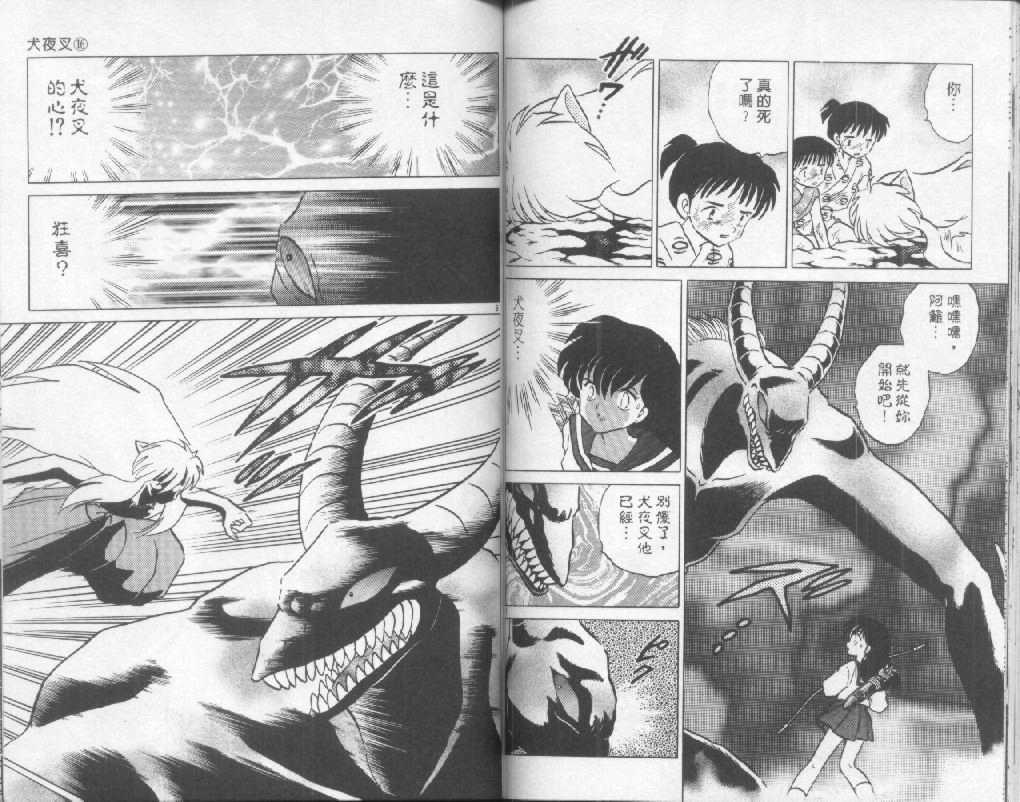 你…
真的死
了嗎?
嘿嘿嘿,
阿籬…
就先從妳
開始吧!
犬夜叉…
別傻了,
犬夜叉他
已經…
犬夜叉⑯
這是什
麼…
犬夜叉
的心!?
狂喜?